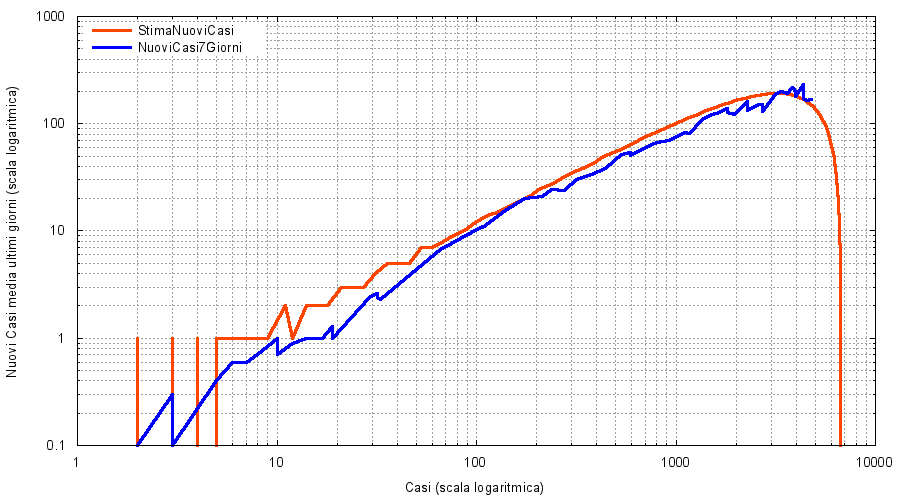 1000
100
10
1
0.1
Nuovi Casi media ultimi giorni (scala logaritmica)
StimaNuoviCasi
NuoviCasi7Giorni
1 10 100 1000 10000
Casi (scala logaritmica)